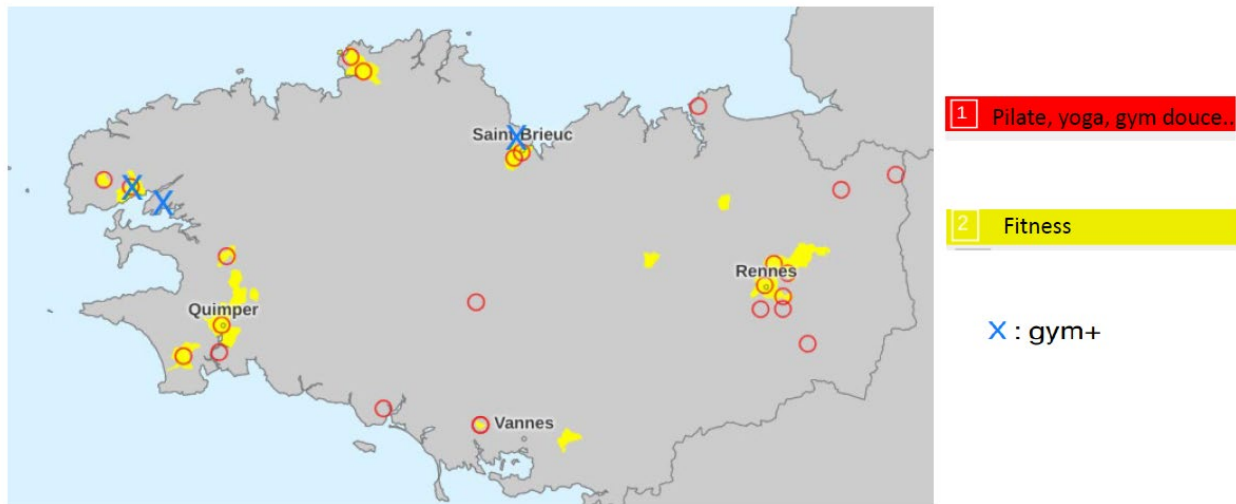 Saint-Brieuc
Rennes
Quimper
Vannes
1 Pilate, yoga, gym douce..
2 Fitness
X : gym+